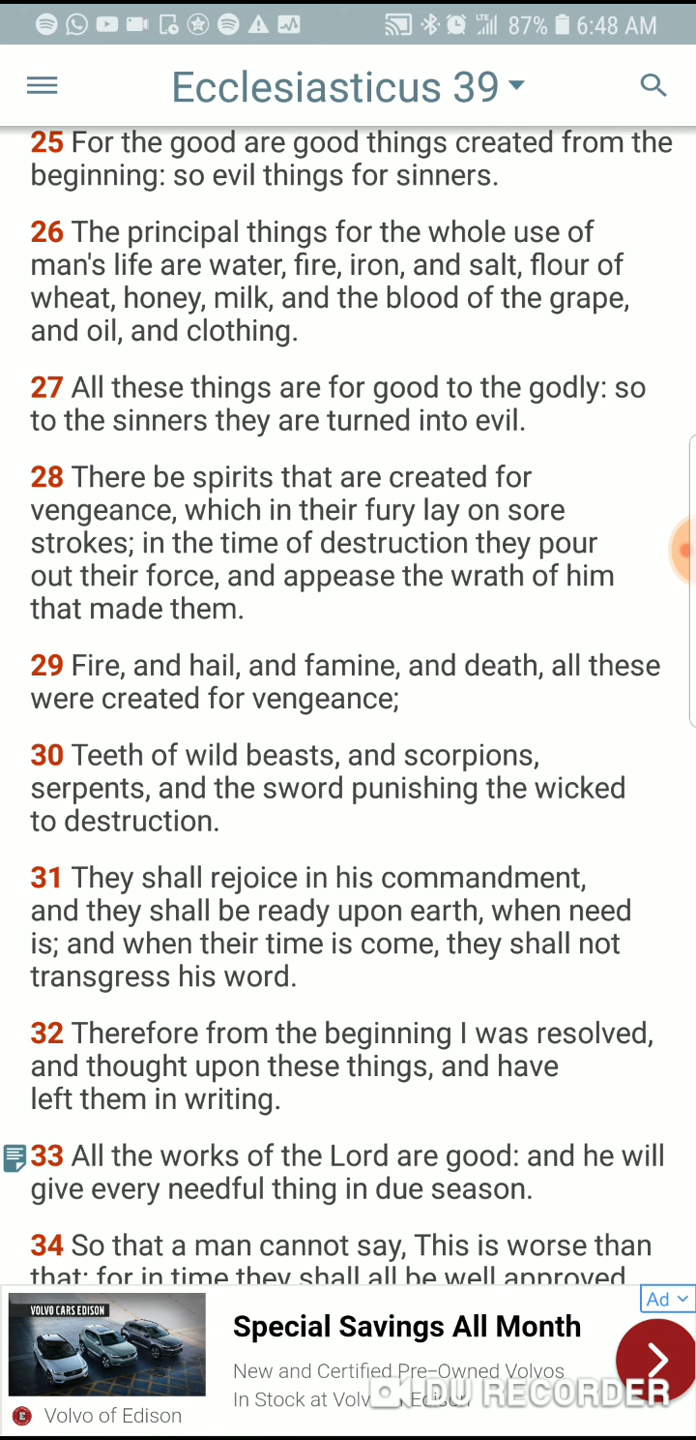 LTE 87% 6:48 AM
Ecclesiasticus 39
25 For the good are good things created from the
beginning: so evil things for sinners.
26 The principal things for the whole use of
man's life are water, fire, iron, and salt, flour of
wheat, honey, milk, and the blood of the grape,
and oil, and clothing.
27 All these things are for good to the godly: so
to the sinners they are turned into evil.
28 There be spirits that are created for
vengeance, which in their fury lay on sore
strokes; in the time of destruction they pour
out their force, and appease the wrath of him
that made them.
29 Fire, and hail, and famine, and death, all these
were created for vengeance;
30 Teeth of wild beasts, and scorpions,
serpents, and the sword punishing the wicked
to destruction.
31 They shall rejoice in his commandment,
and they shall be ready upon earth, when need
is; and when their time is come, they shall not
transgress his word.
32 Therefore from the beginning I was resolved,
and thought upon these things, and have
left them in writing.
33 All the works of the Lord are good: and he will
give every needful thing in due season.
34 So that a man cannot say, This is worse than
that: for in time they shall all be well approved
Ad
VOLVO CARS EDISON
Special Savings All Month
New and Certified Pre-Owned Volvos
In Stock at Edison
DU RECORDER
Volvo of Edison